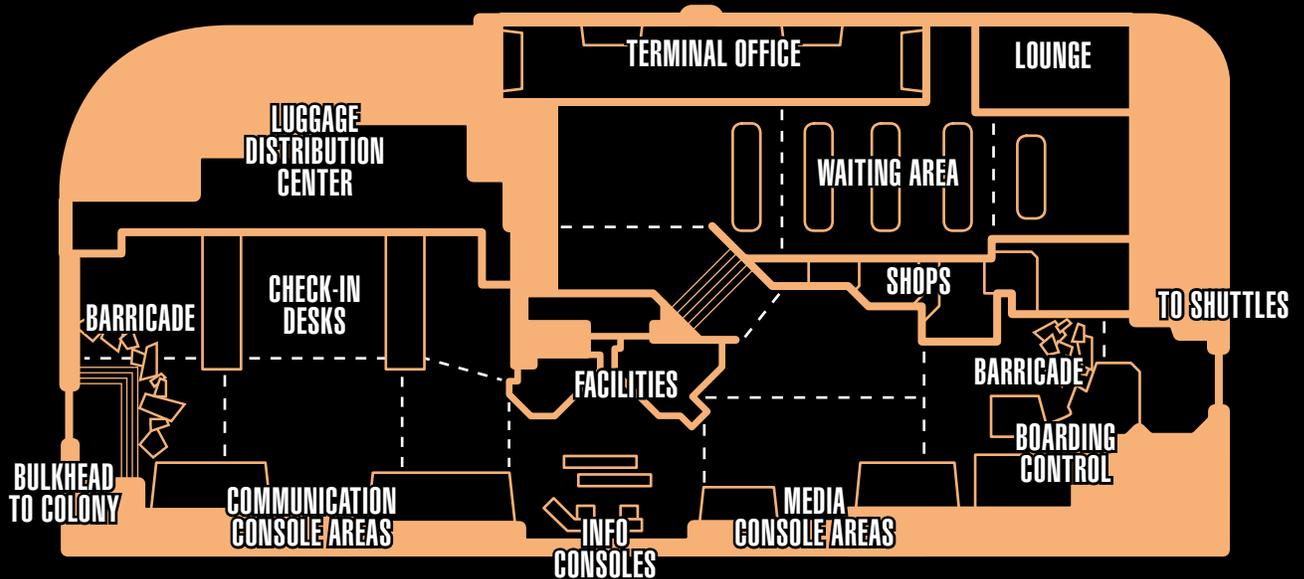 TERMINAL OFFICE
LOUNGE
LUGGAGE
DISTRIBUTION
CENTER
WAITING AREA
CHECK-IN
DESKS
SHOPS
BARRICADE
TO SHUTTLES
FACILITIES
BARRICADE
BOARDING
CONTROL
BULKHEAD
TO COLONY
COMMUNICATION
CONSOLE AREAS
INFO
CONSOLES
MEDIA
CONSOLE AREAS